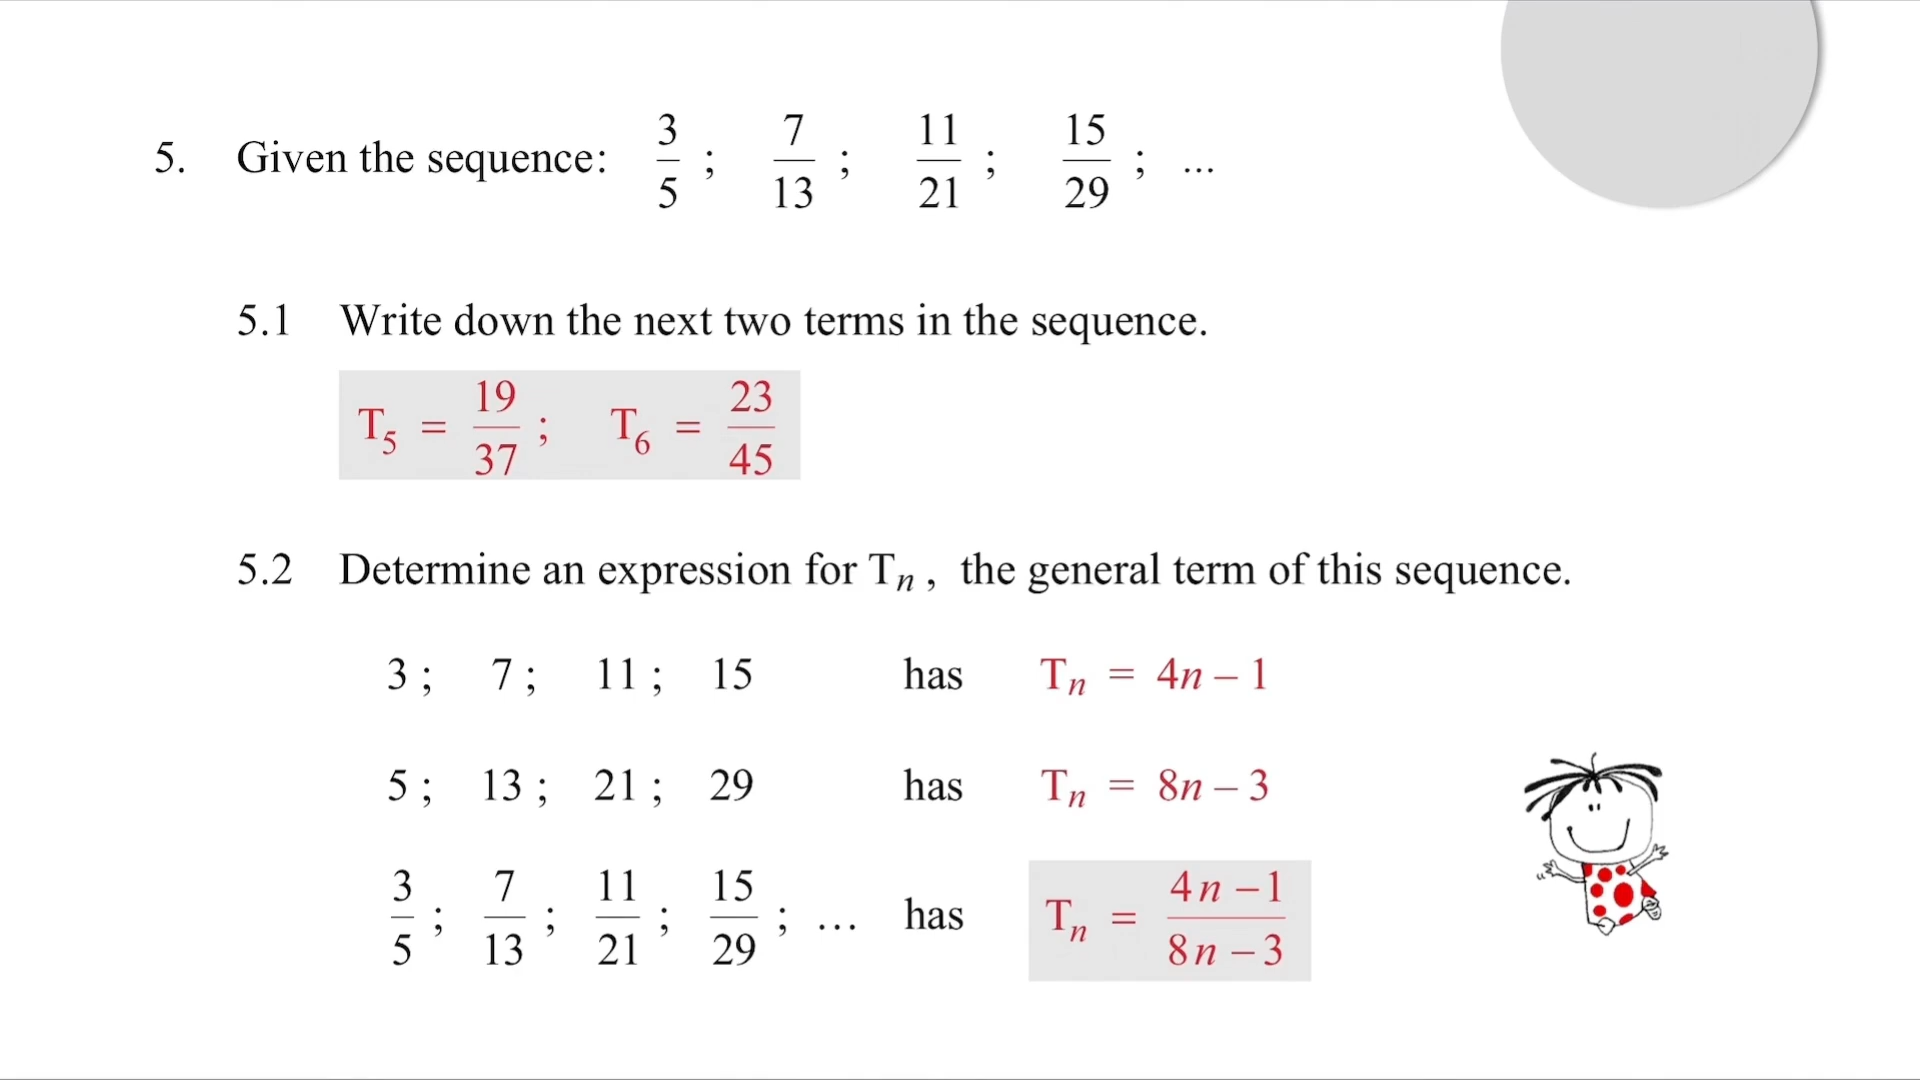 5. Given the sequence: 3/5 ; 7/13 ; 11/21 ; 15/29 ; ...
5.1 Write down the next two terms in the sequence.
T₅ = 19/37 ; T₆ = 23/45
5.2 Determine an expression for Tₙ , the general term of this sequence.
3 ; 7 ; 11 ; 15 has Tₙ = 4n – 1
5 ; 13 ; 21 ; 29 has Tₙ = 8n – 3
3/5 ; 7/13 ; 11/21 ; 15/29 ; ... has Tₙ = (4n – 1)/(8n – 3)